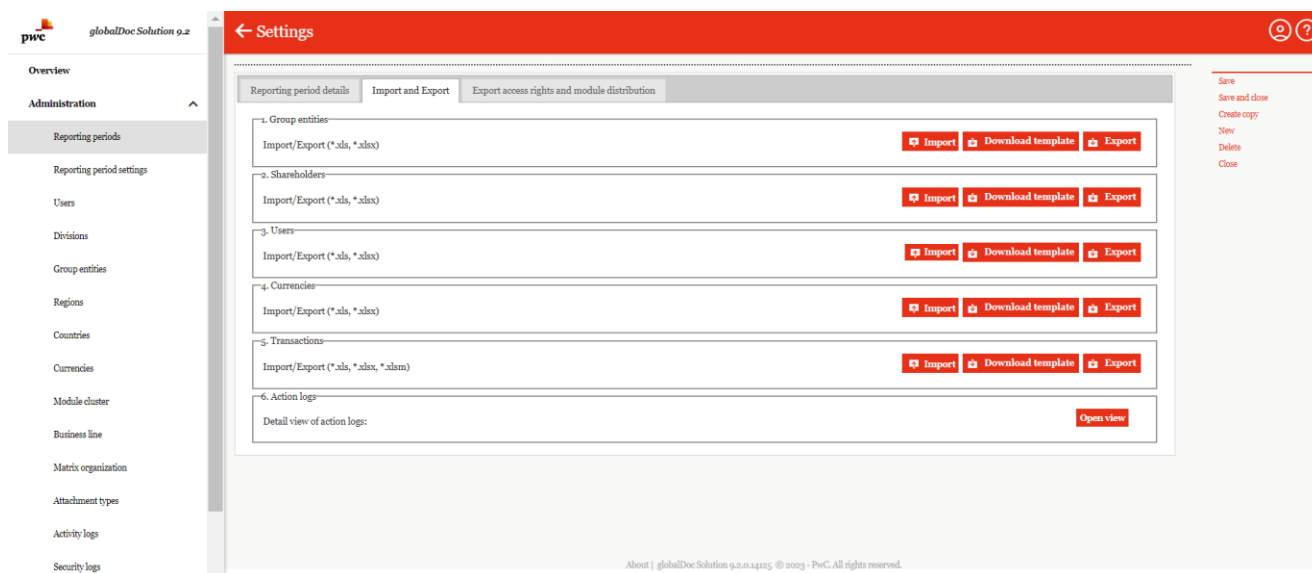 pwc
globalDoc Solution 9.2
Overview
Administration
Reporting periods
Reporting period settings
Users
Divisions
Group entities
Regions
Countries
Currencies
Module cluster
Business line
Matrix organization
Attachment types
Activity logs
Security logs
Settings
?
Reporting period details
Import and Export
Export access rights and module distribution
1. Group entities
Import/Export (*.xls, *.xlsx)
Import
Download template
Export
2. Shareholders
Import/Export (*.xls, *.xlsx)
Import
Download template
Export
3. Users
Import/Export (*.xls, *.xlsx)
Import
Download template
Export
4. Currencies
Import/Export (*.xls, *.xlsx)
Import
Download template
Export
5. Transactions
Import/Export (*.xls, *.xlsx, *.xlsm)
Import
Download template
Export
6. Action logs
Detail view of action logs:
Open view
Save
Save and close
Create copy
New
Delete
Close
About | globalDoc Solution 9.2.0.14125 © 2023 - PwC. All rights reserved.